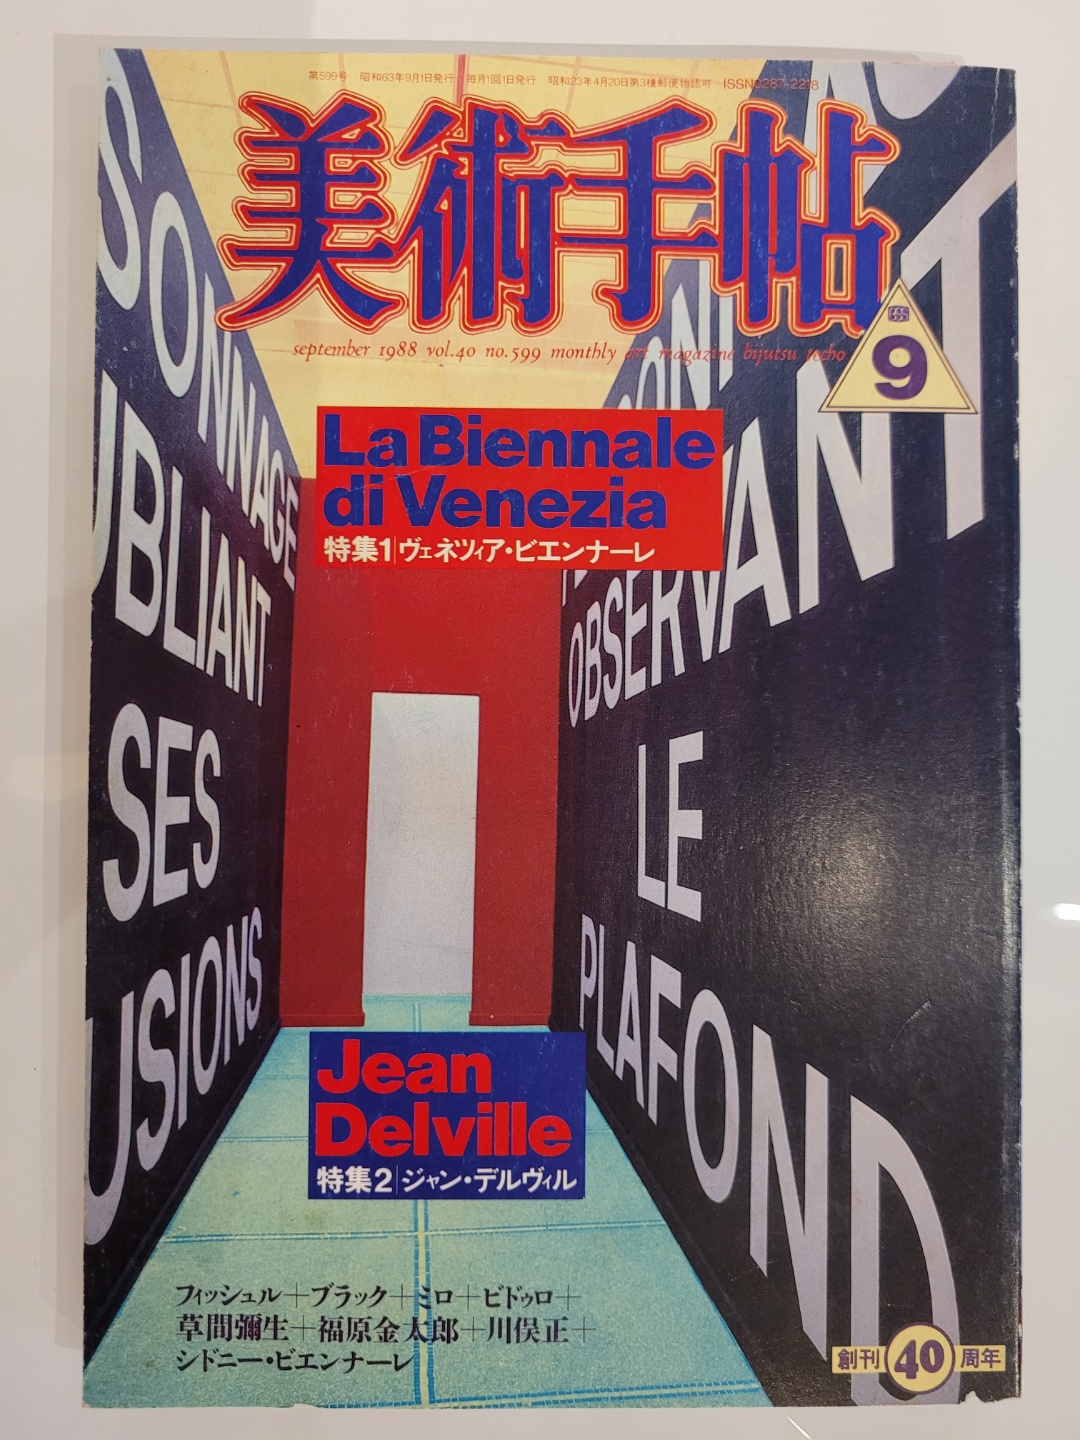 第599号 昭和63年9月1日発行 毎月1回1日発行 昭和23年4月20日第3種郵便物認可 ISSN0287-2218
美術手帖
september 1988 vol.40 no.599 monthly art magazine bijutsu techo
9
La Biennale
di Venezia
特集1|ヴェネツィア・ビエンナーレ
SONNAGE
UBLIANT
SES
USIONS
OBSERVANT
LE
PLAFOND
Jean
Delville
特集2|ジャン・デルヴィル
フィッシュル+ブラック+ミロ+ビドゥロ+
草間彌生+福原金太郎+川俣正+
シドニー・ビエンナーレ
創刊40周年